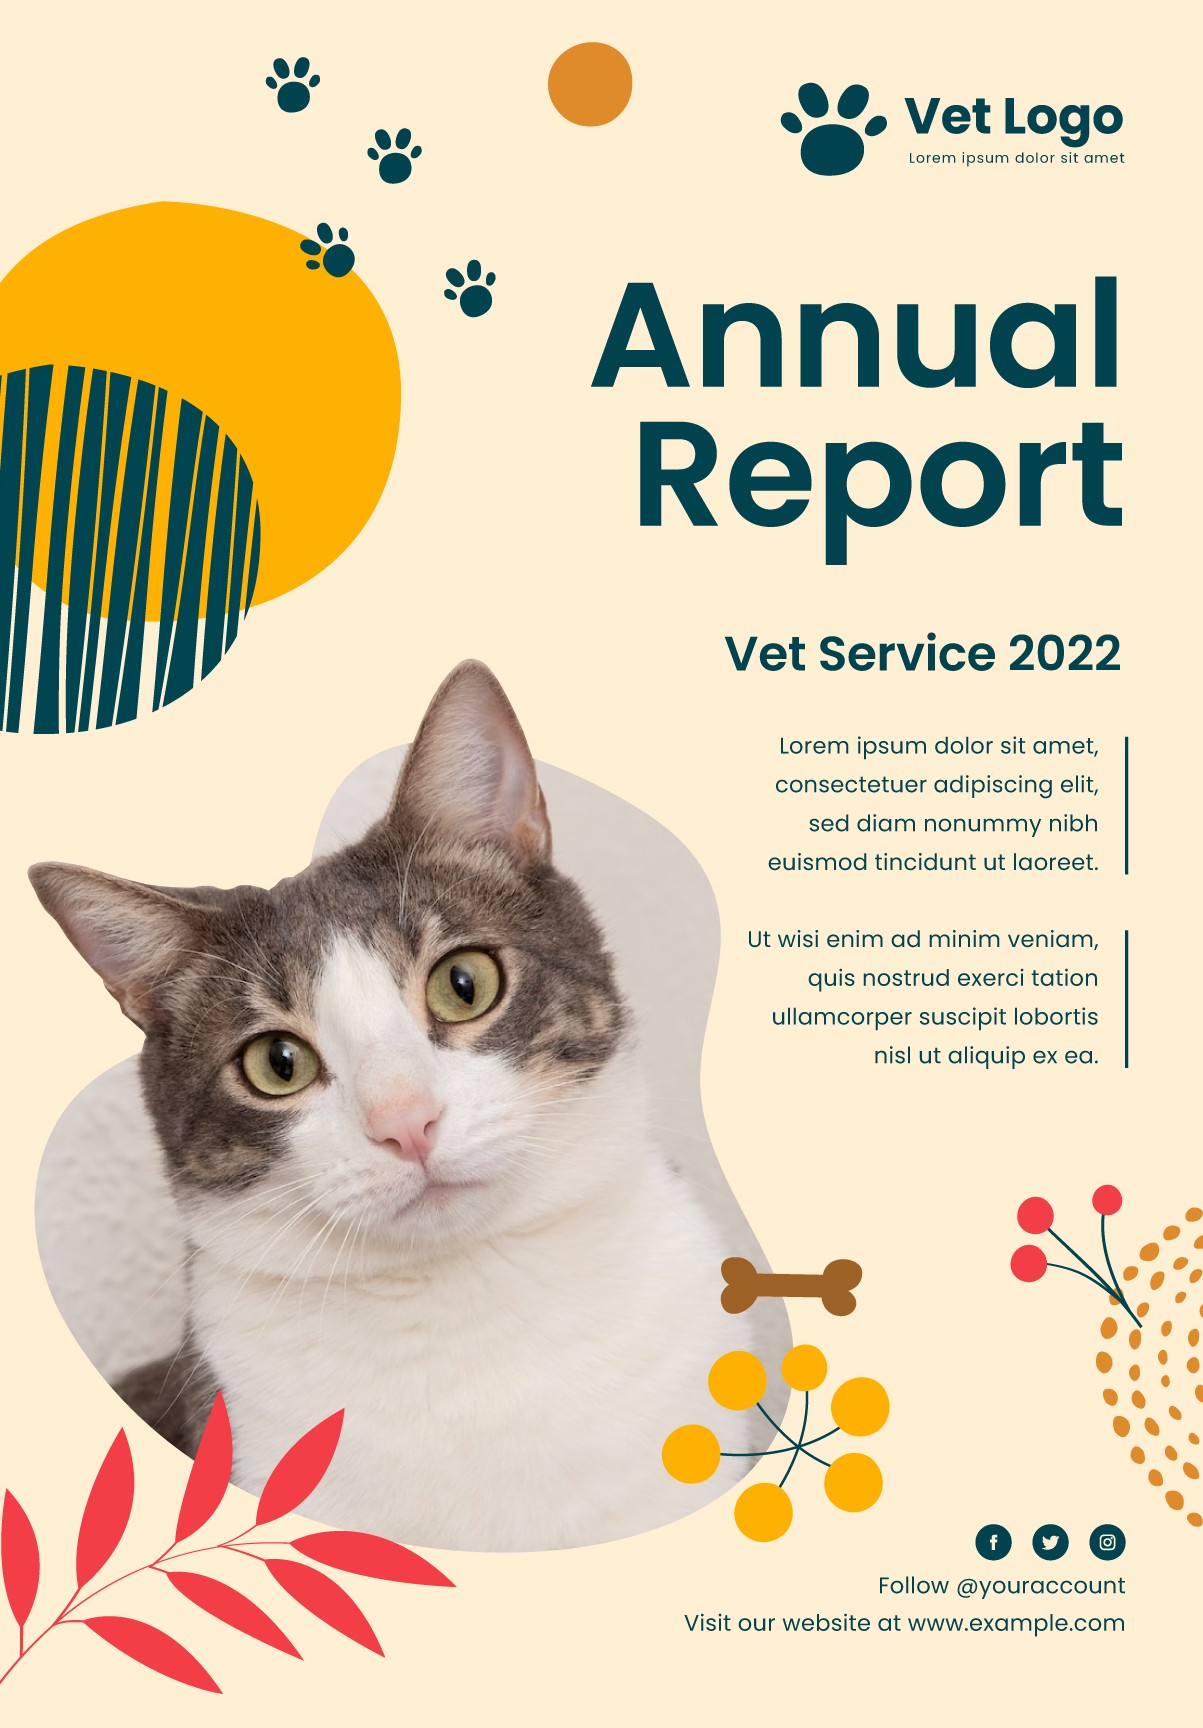 Vet Logo
Lorem ipsum dolor sit amet
Annual
Report
Vet Service 2022
Lorem ipsum dolor sit amet,
consectetuer adipiscing elit,
sed diam nonummy nibh
euismod tincidunt ut laoreet.
Ut wisi enim ad minim veniam,
quis nostrud exerci tation
ullamcorper suscipit lobortis
nisl ut aliquip ex ea.
Follow @youraccount
Visit our website at www.example.com